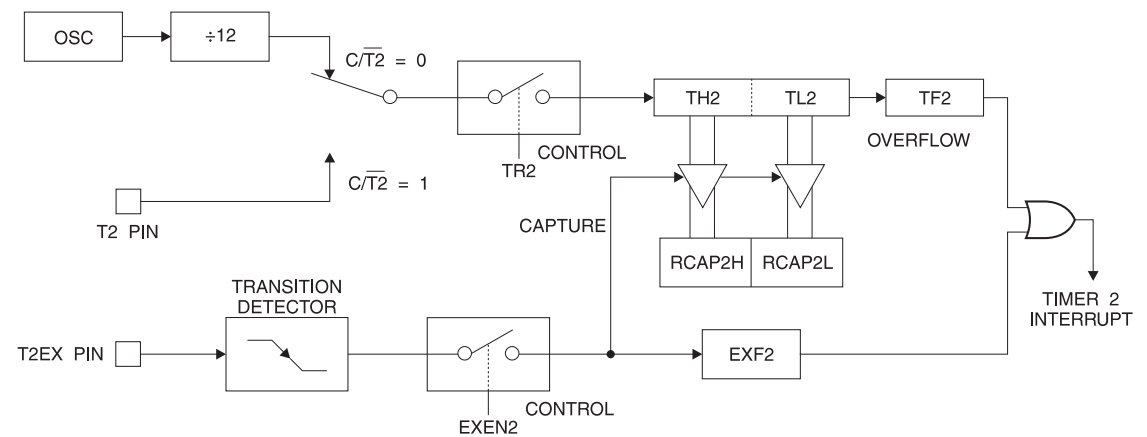 OSC
÷12
C/T2̅ = 0
TH2
TL2
TF2
OVERFLOW
CONTROL
TR2
C/T2̅ = 1
T2 PIN
CAPTURE
RCAP2H
RCAP2L
TRANSITION
DETECTOR
TIMER 2
INTERRUPT
T2EX PIN
EXF2
CONTROL
EXEN2